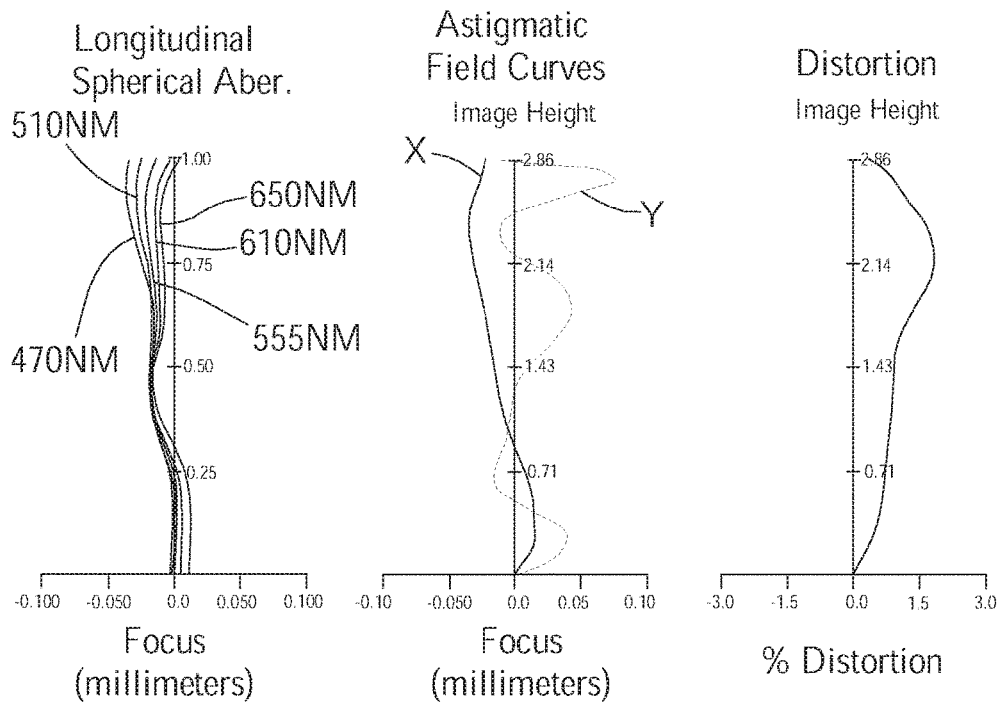 Longitudinal
Spherical Aber.
510NM
1.00
650NM
610NM
0.75
555NM
470NM
0.50
0.25
-0.100 -0.050 0.0 0.050 0.100
Focus
(millimeters)
Astigmatic
Field Curves
Image Height
X
2.86
Y
2.14
1.43
0.71
-0.10 -0.050 0.0 0.05 0.10
Focus
(millimeters)
Distortion
Image Height
2.86
2.14
1.43
0.71
-3.0 -1.5 0.0 1.5 3.0
% Distortion